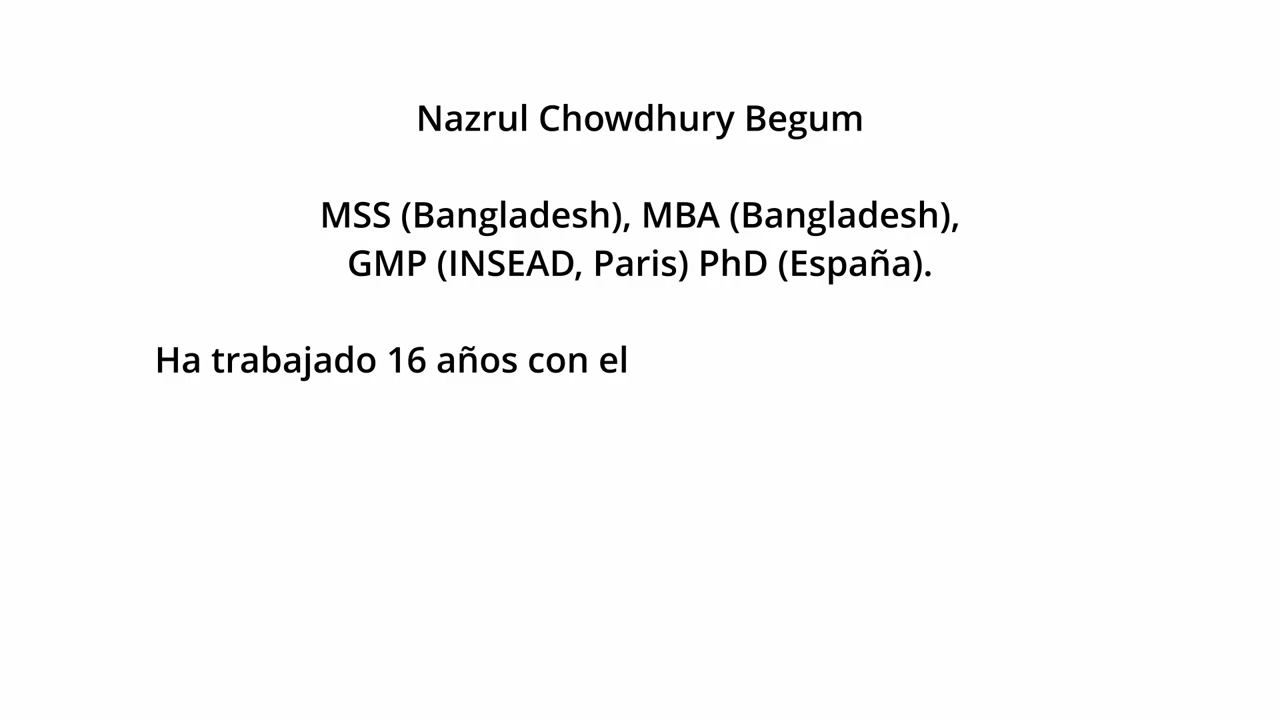 Nazrul Chowdhury Begum
MSS (Bangladesh), MBA (Bangladesh),
GMP (INSEAD, Paris) PhD (España).
Ha trabajado 16 años con el